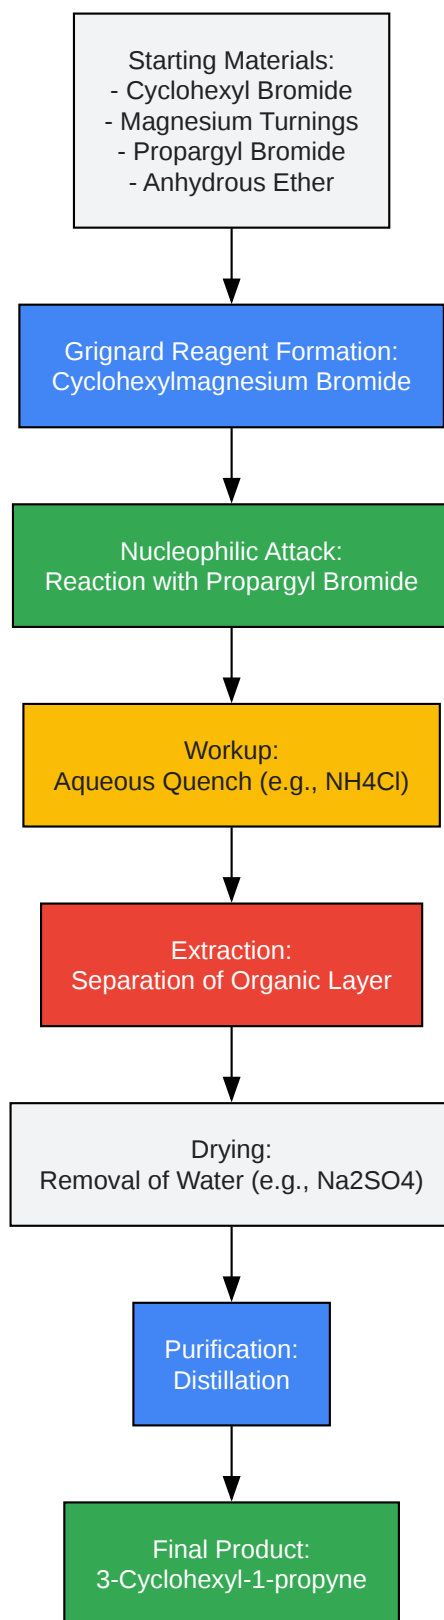 Starting Materials:
- Cyclohexyl Bromide
- Magnesium Turnings
- Propargyl Bromide
- Anhydrous Ether
Grignard Reagent Formation:
Cyclohexylmagnesium Bromide
Nucleophilic Attack:
Reaction with Propargyl Bromide
Workup:
Aqueous Quench (e.g., NH4Cl)
Extraction:
Separation of Organic Layer
Drying:
Removal of Water (e.g., Na2SO4)
Purification:
Distillation
Final Product:
3-Cyclohexyl-1-propyne